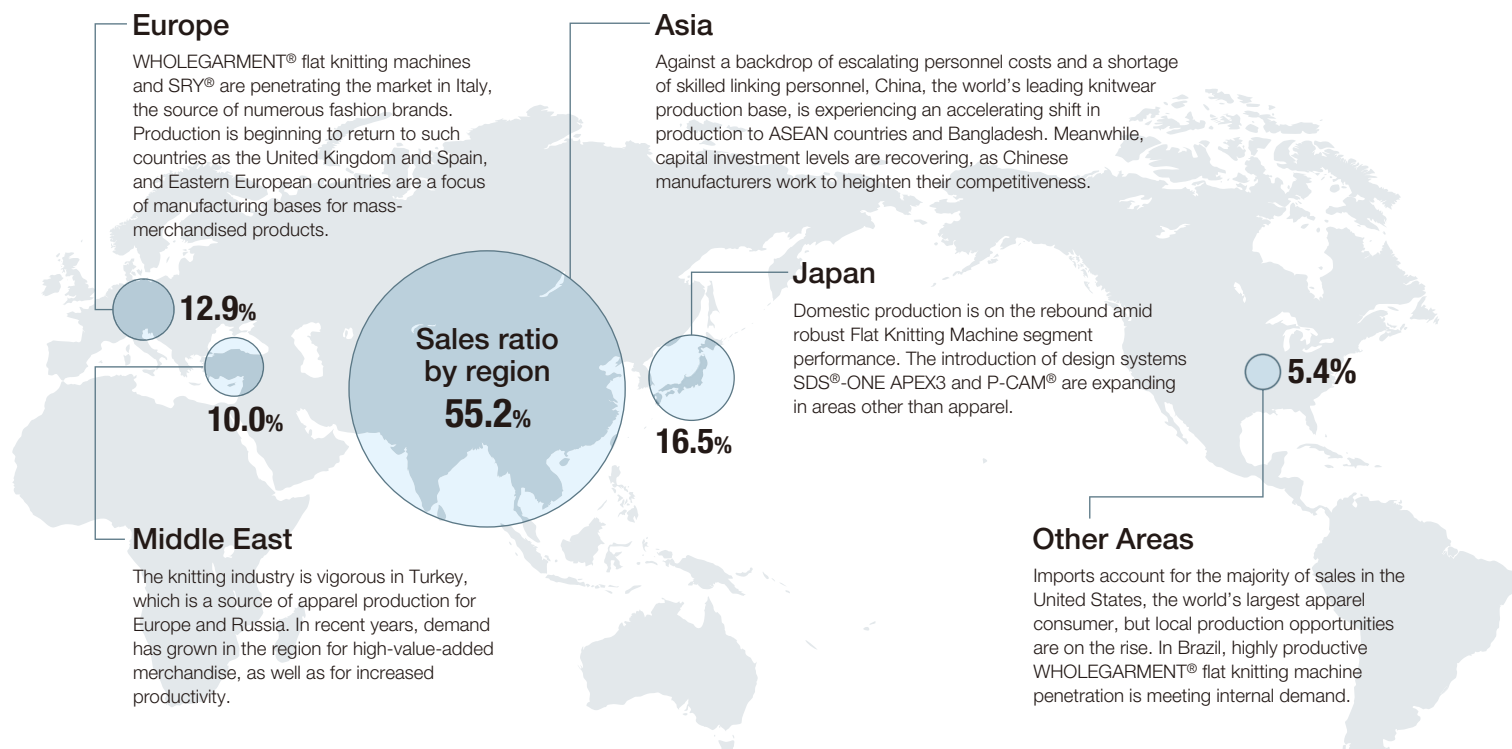 Europe
WHOLEGARMENT® flat knitting machines
and SRY® are penetrating the market in Italy,
the source of numerous fashion brands.
Production is beginning to return to such
countries as the United Kingdom and Spain,
and Eastern European countries are a focus
of manufacturing bases for mass-
merchandised products.
12.9%
Asia
Against a backdrop of escalating personnel costs and a shortage
of skilled linking personnel, China, the world's leading knitwear
production base, is experiencing an accelerating shift in
production to ASEAN countries and Bangladesh. Meanwhile,
capital investment levels are recovering, as Chinese
manufacturers work to heighten their competitiveness.
Sales ratio
by region
55.2%
Japan
Domestic production is on the rebound amid
robust Flat Knitting Machine segment
performance. The introduction of design systems
SDS®-ONE APEX3 and P-CAM® are expanding
in areas other than apparel.
16.5%
10.0%
Middle East
The knitting industry is vigorous in Turkey,
which is a source of apparel production for
Europe and Russia. In recent years, demand
has grown in the region for high-value-added
merchandise, as well as for increased
productivity.
5.4%
Other Areas
Imports account for the majority of sales in the
United States, the world's largest apparel
consumer, but local production opportunities
are on the rise. In Brazil, highly productive
WHOLEGARMENT® flat knitting machine
penetration is meeting internal demand.